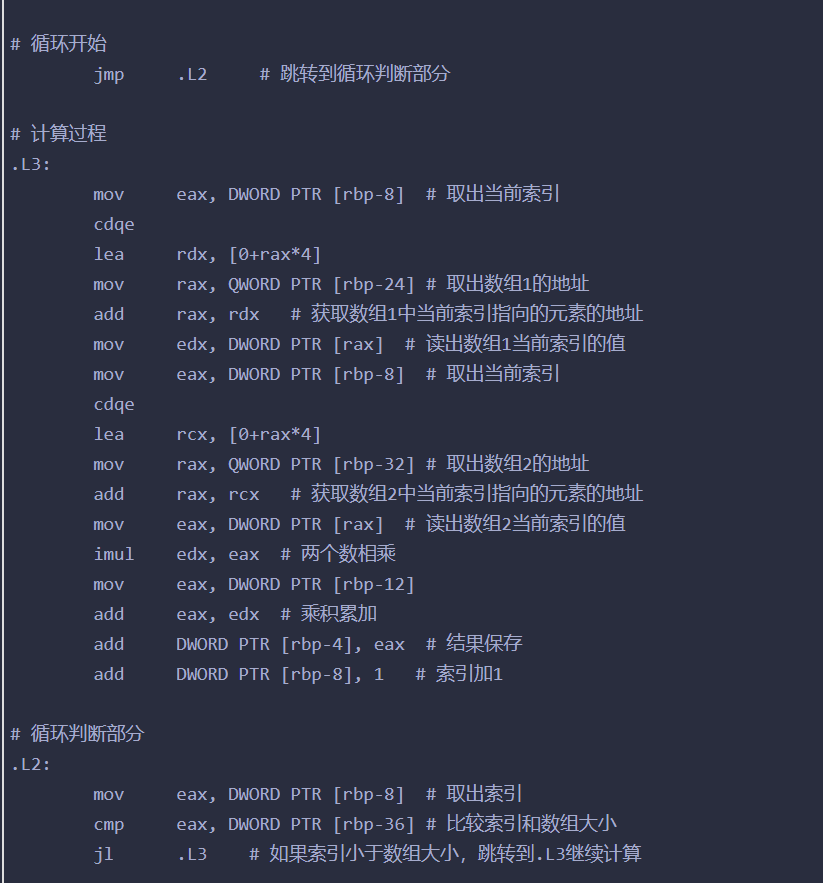 # 循环开始
        jmp     .L2     # 跳转到循环判断部分

# 计算过程
.L3:
        mov     eax, DWORD PTR [rbp-8]  # 取出当前索引
        cdqe
        lea     rdx, [0+rax*4]
        mov     rax, QWORD PTR [rbp-24] # 取出数组1的地址
        add     rax, rdx   # 获取数组1中当前索引指向的元素的地址
        mov     edx, DWORD PTR [rax]  # 读出数组1当前索引的值
        mov     eax, DWORD PTR [rbp-8]  # 取出当前索引
        cdqe
        lea     rcx, [0+rax*4]
        mov     rax, QWORD PTR [rbp-32] # 取出数组2的地址
        add     rax, rcx   # 获取数组2中当前索引指向的元素的地址
        mov     eax, DWORD PTR [rax]  # 读出数组2当前索引的值
        imul    edx, eax  # 两个数相乘
        mov     eax, DWORD PTR [rbp-12]
        add     eax, edx  # 乘积累加
        add     DWORD PTR [rbp-4], eax  # 结果保存
        add     DWORD PTR [rbp-8], 1   # 索引加1

# 循环判断部分
.L2:
        mov     eax, DWORD PTR [rbp-8]  # 取出索引
        cmp     eax, DWORD PTR [rbp-36] # 比较索引和数组大小
        jl      .L3    # 如果索引小于数组大小，跳转到.L3继续计算